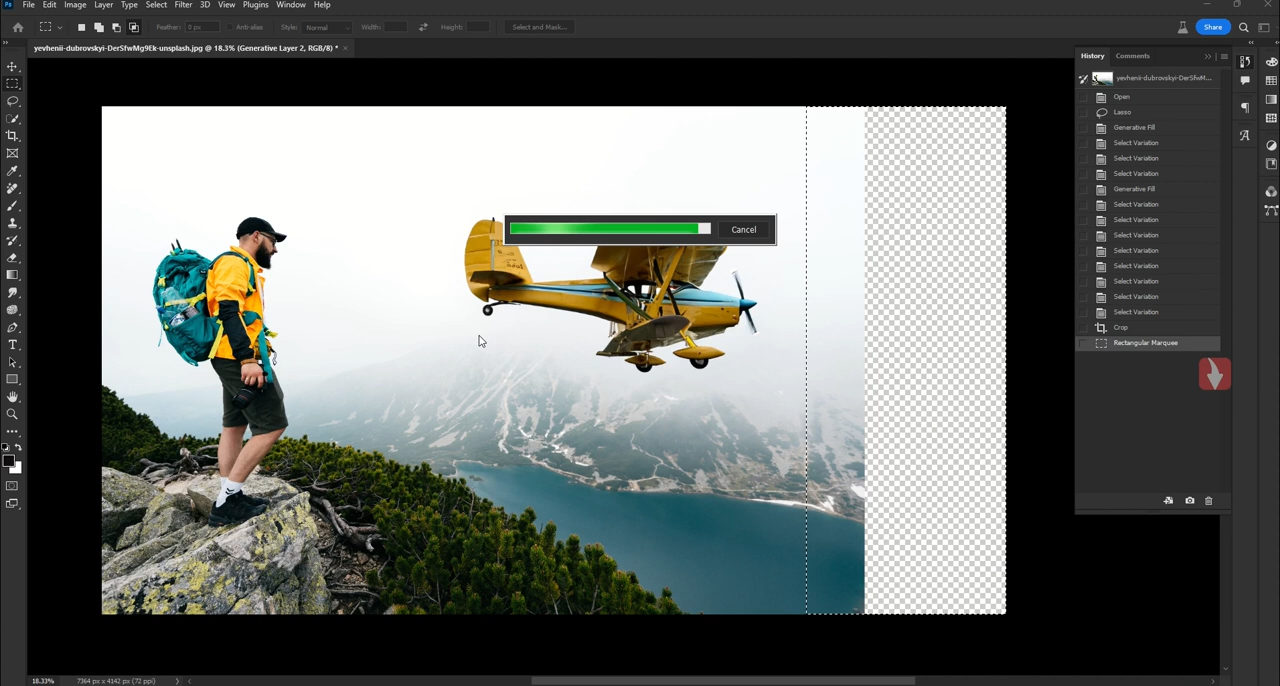 Ps File Edit Image Layer Type Select Filter 3D View Plugins Window Help
Feather: 0 px Anti-alias Style: Normal Width: Height: Select and Mask... Share
yevhenii-dubrovskyi-DerSfwMg9Ek-unsplash.jpg @ 18.3% (Generative Layer 2, RGB/8) * ×
History Comments
yevhenii-dubrovskyi-DerSfwM...
Open
Lasso
Generative Fill
Select Variation
Select Variation
Select Variation
Generative Fill
Select Variation
Select Variation
Select Variation
Select Variation
Select Variation
Select Variation
Select Variation
Select Variation
Crop
Rectangular Marquee
Cancel
18.33% 7364 px x 4142 px (72 ppi)